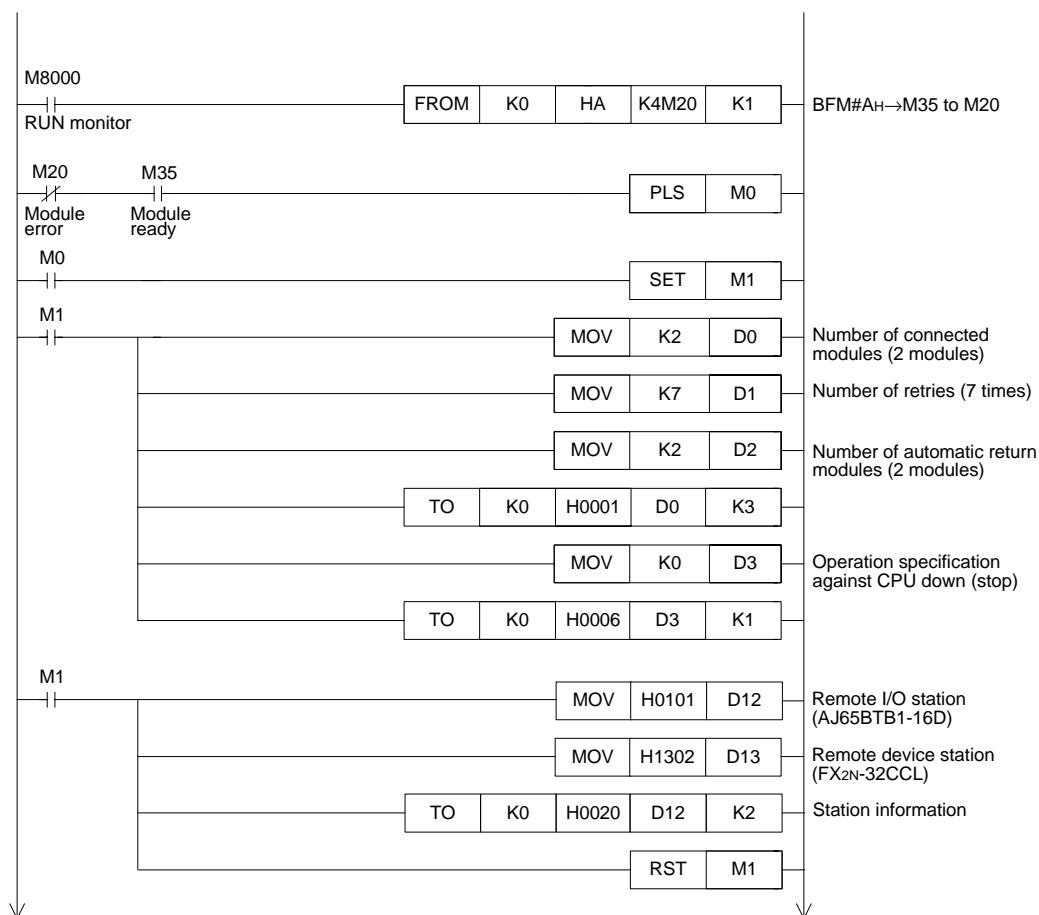 M8000
RUN monitor
FROM K0 HA K4M20 K1
BFM#AH→M35 to M20
M20 M35
Module error
Module ready
PLS M0
M0
SET M1
M1
MOV K2 D0
Number of connected
modules (2 modules)
MOV K7 D1
Number of retries (7 times)
MOV K2 D2
Number of automatic return
modules (2 modules)
TO K0 H0001 D0 K3
MOV K0 D3
Operation specification
against CPU down (stop)
TO K0 H0006 D3 K1
M1
MOV H0101 D12
Remote I/O station
(AJ65BTB1-16D)
MOV H1302 D13
Remote device station
(FX2N-32CCL)
TO K0 H0020 D12 K2
Station information
RST M1